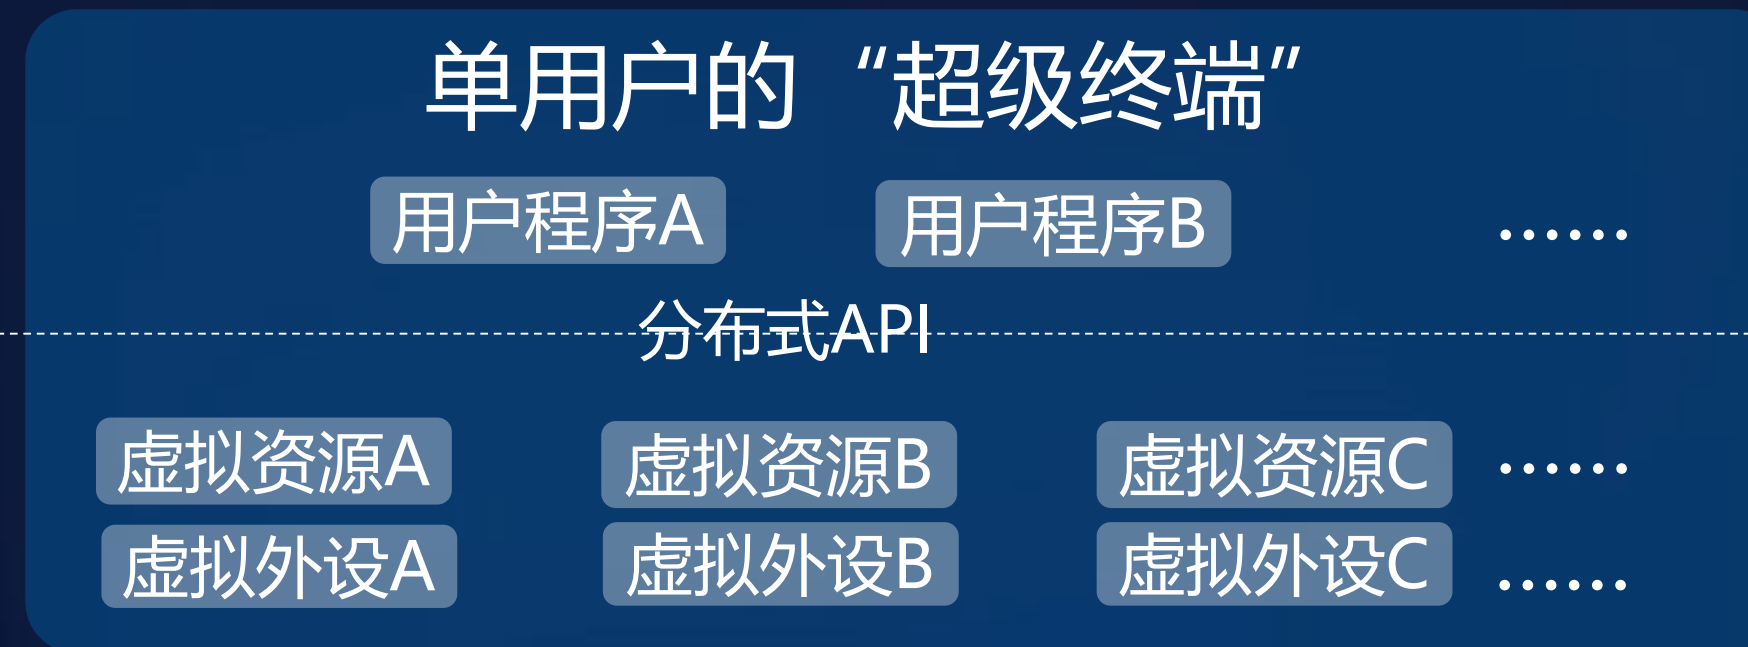 单用户的“超级终端”
用户程序A 用户程序B ……
分布式API
虚拟资源A 虚拟资源B 虚拟资源C ……
虚拟外设A 虚拟外设B 虚拟外设C ……